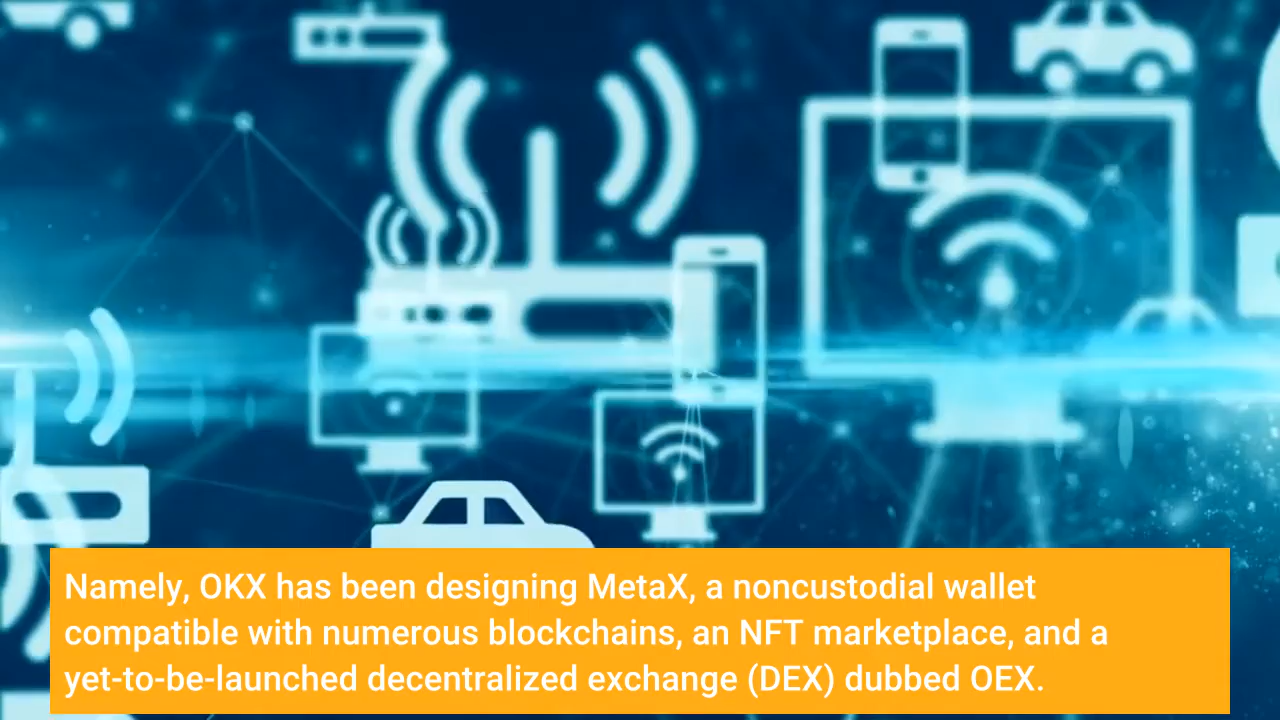 Namely, OKX has been designing MetaX, a noncustodial wallet
compatible with numerous blockchains, an NFT marketplace, and a
yet-to-be-launched decentralized exchange (DEX) dubbed OEX.